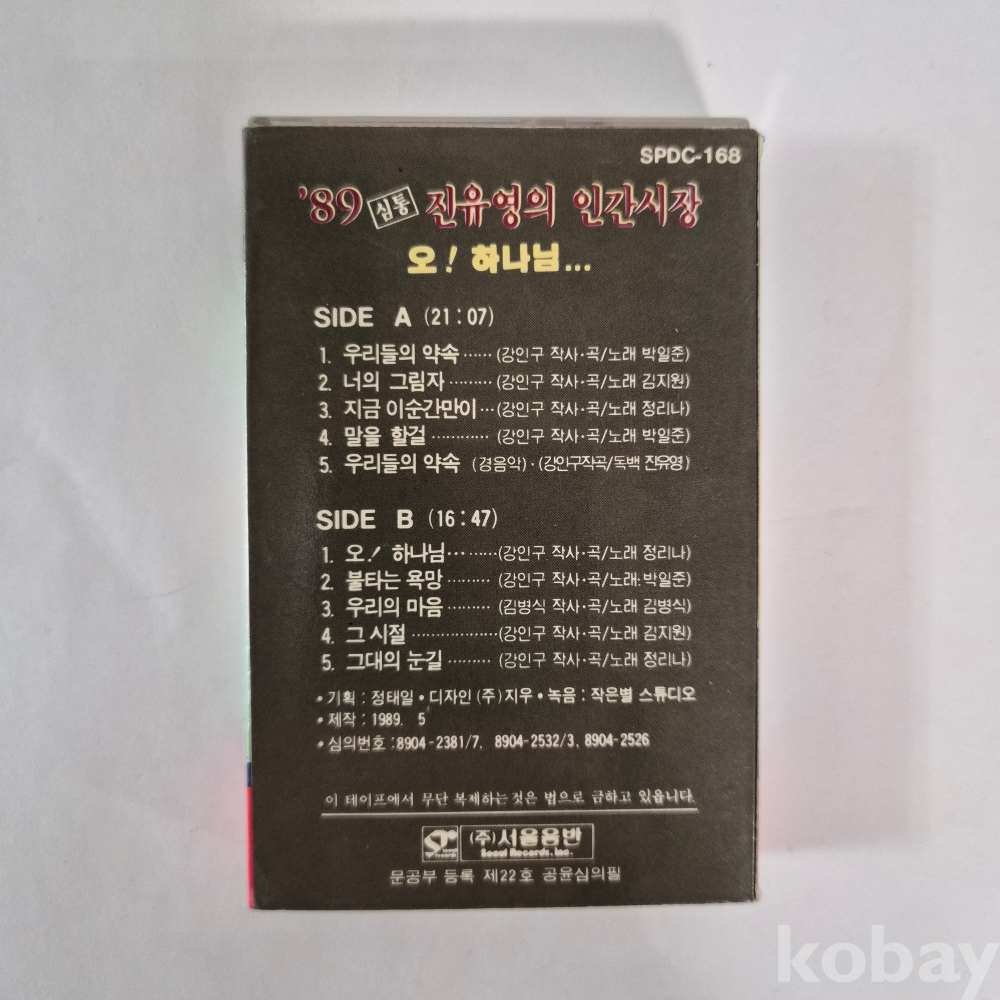 SPDC-168
'89 심통 진유영의 인간시장
오! 하나님...
SIDE A (21:07)
1. 우리들의 약속 ······ (강인구 작사·곡/노래 박일준)
2. 너의 그림자 ········· (강인구 작사·곡/노래 김지원)
3. 지금 이순간만이 ··· (강인구 작사·곡/노래 정리나)
4. 말을 할걸 ············ (강인구 작사·곡/노래 박일준)
5. 우리들의 약속 (경음악)·(강인구작곡/독백 진유영)
SIDE B (16:47)
1. 오! 하나님··· ······(강인구 작사·곡/노래 정리나)
2. 불타는 욕망 ·········(강인구 작사·곡/노래:박일준)
3. 우리의 마음 ·········(김병식 작사·곡/노래 김병식)
4. 그 시절 ··················(강인구 작사·곡/노래 김지원)
5. 그대의 눈길 ········· (강인구 작사·곡/노래 정리나)
•기획 : 정태일 •디자인 (주) 지우 •녹음 : 작은별 스튜디오
•제작 : 1989. 5
•심의번호 :8904-2381/7, 8904-2532/3, 8904-2526
이 테이프에서 무단 복제하는것은 법으로 금하고 있읍니다.
(주)서울음반
Seoul Records, Inc.
문공부 등록 제22호 공윤심의필
kobay